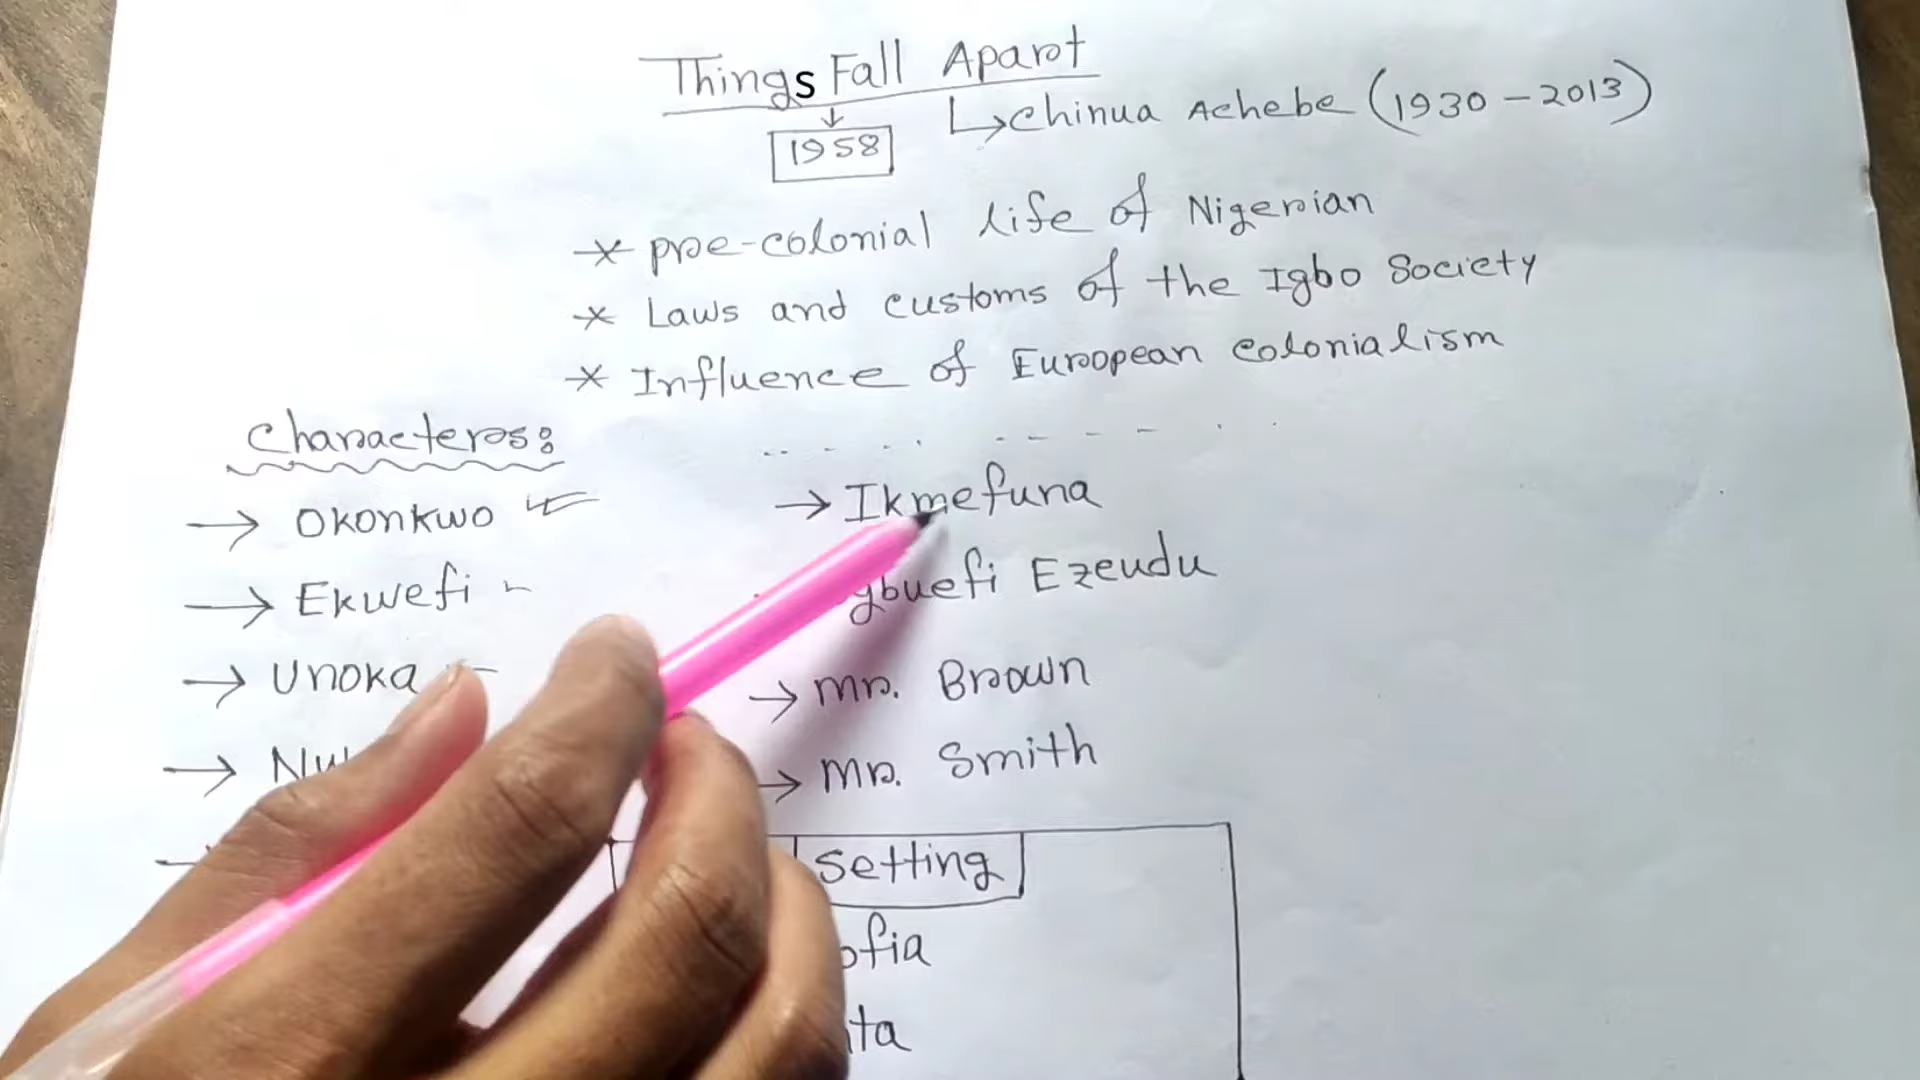 Things Fall Apart
1958
Chinua Achebe (1930-2013)
* pre-colonial life of Nigerian
* Laws and customs of the Igbo Society
* Influence of European colonialism
Characters:
→ Okonkwo
→ Ekwefi
→ Unoka
→ Ikmefuna
Ezeudu
→ Mr. Brown
→ Mr. Smith
setting